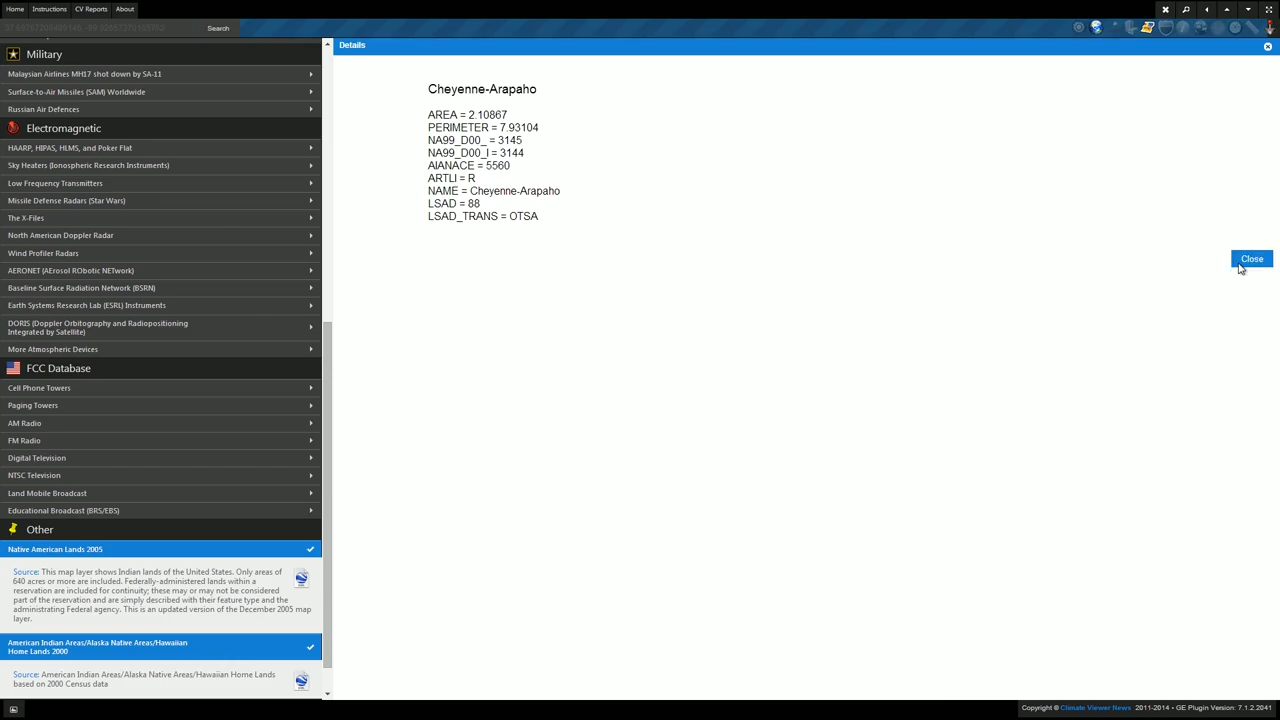 Home Instructions CV Reports About
Search
Details
Military
Malaysian Airlines MH17 shot down by SA-11
Surface-to-Air Missiles (SAM) Worldwide
Russian Air Defences
Electromagnetic
HAARP, HIPAS, HLMS, and Poker Flat
Sky Heaters (Ionospheric Research Instruments)
Low Frequency Transmitters
Missile Defense Radars (Star Wars)
The X-Files
North American Doppler Radar
Wind Profiler Radars
AERONET (AErosol RObotic NETwork)
Baseline Surface Radiation Network (BSRN)
Earth Systems Research Lab (ESRL) Instruments
DORIS (Doppler Orbitography and Radiopositioning
Integrated by Satellite)
More Atmospheric Devices
FCC Database
Cell Phone Towers
Paging Towers
AM Radio
FM Radio
Digital Television
NTSC Television
Land Mobile Broadcast
Educational Broadcast (BRS/EBS)
Other
Native American Lands 2005
Source: This map layer shows Indian lands of the United States. Only areas of
640 acres or more are included. Federally-administered lands within a
reservation are included for continuity; these may or may not be considered
part of the reservation and are simply described with their feature type and the
administrating Federal agency. This is an updated version of the December 2005 map
layer.
American Indian Areas/Alaska Native Areas/Hawaiian
Home Lands 2000
Source: American Indian Areas/Alaska Native Areas/Hawaiian Home Lands
based on 2000 Census data
Cheyenne-Arapaho
AREA = 2.10867
PERIMETER = 7.93104
NA99_D00_ = 3145
NA99_D00_I = 3144
AIANACE = 5560
ARTLI = R
NAME = Cheyenne-Arapaho
LSAD = 88
LSAD_TRANS = OTSA
Close
Copyright © Climate Viewer News 2011-2014 • GE Plugin Version: 7.1.2.2041